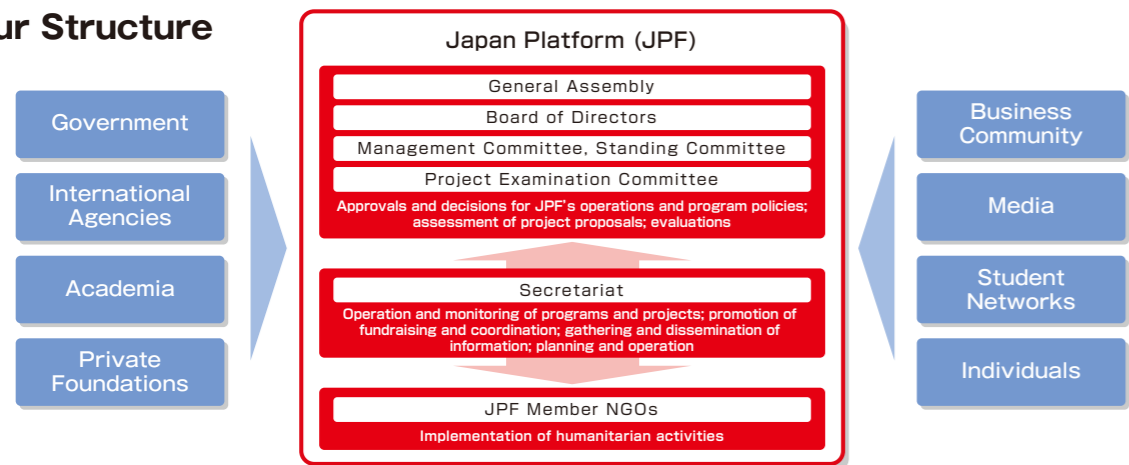 ur Structure
Government
International
Agencies
Academia
Private
Foundations
Japan Platform (JPF)
General Assembly
Board of Directors
Management Committee, Standing Committee
Project Examination Committee
Approvals and decisions for JPF's operations and program policies;
assessment of project proposals; evaluations
Secretariat
Operation and monitoring of programs and projects; promotion of
fundraising and coordination; gathering and dissemination of
information; planning and operation
JPF Member NGOs
Implementation of humanitarian activities
Business
Community
Media
Student
Networks
Individuals